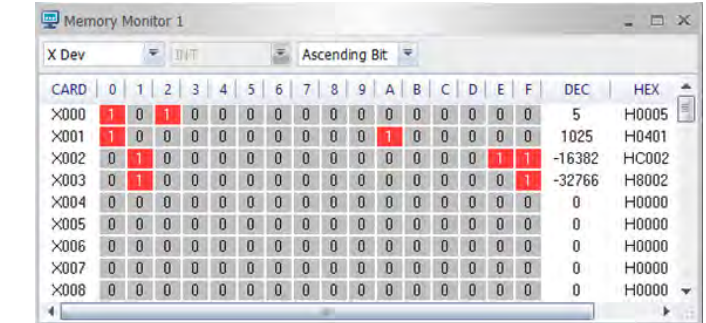 Memory Monitor 1
X Dev INT Ascending Bit
CARD 0 1 2 3 4 5 6 7 8 9 A B C D E F DEC HEX
X000 1 0 1 0 0 0 0 0 0 0 0 0 0 0 0 0 5 H0005
X001 1 0 0 0 0 0 0 0 0 0 1 0 0 0 0 0 1025 H0401
X002 0 1 0 0 0 0 0 0 0 0 0 0 0 0 1 1 -16382 HC002
X003 0 1 0 0 0 0 0 0 0 0 0 0 0 0 0 1 -32766 H8002
X004 0 0 0 0 0 0 0 0 0 0 0 0 0 0 0 0 0 H0000
X005 0 0 0 0 0 0 0 0 0 0 0 0 0 0 0 0 0 H0000
X006 0 0 0 0 0 0 0 0 0 0 0 0 0 0 0 0 0 H0000
X007 0 0 0 0 0 0 0 0 0 0 0 0 0 0 0 0 0 H0000
X008 0 0 0 0 0 0 0 0 0 0 0 0 0 0 0 0 0 H0000